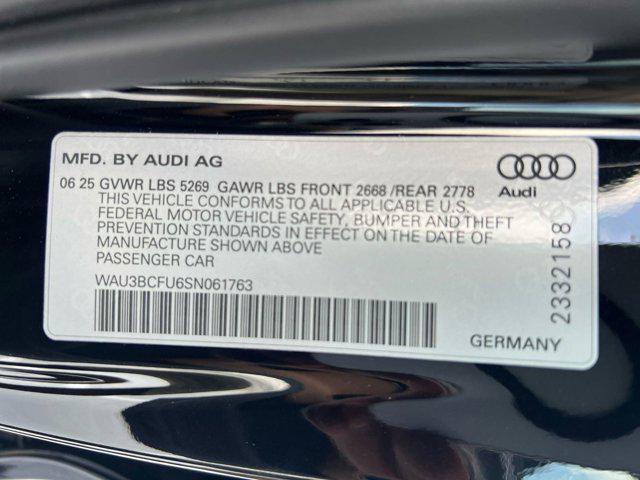 MFD. BY AUDI AG
Audi
06 25 GVWR LBS 5269 GAWR LBS FRONT 2668 /REAR 2778
THIS VEHICLE CONFORMS TO ALL APPLICABLE U.S.
FEDERAL MOTOR VEHICLE SAFETY, BUMPER AND THEFT
PREVENTION STANDARDS IN EFFECT ON THE DATE OF
MANUFACTURE SHOWN ABOVE
PASSENGER CAR
WAU3BCFU6SN061763
GERMANY
2332158